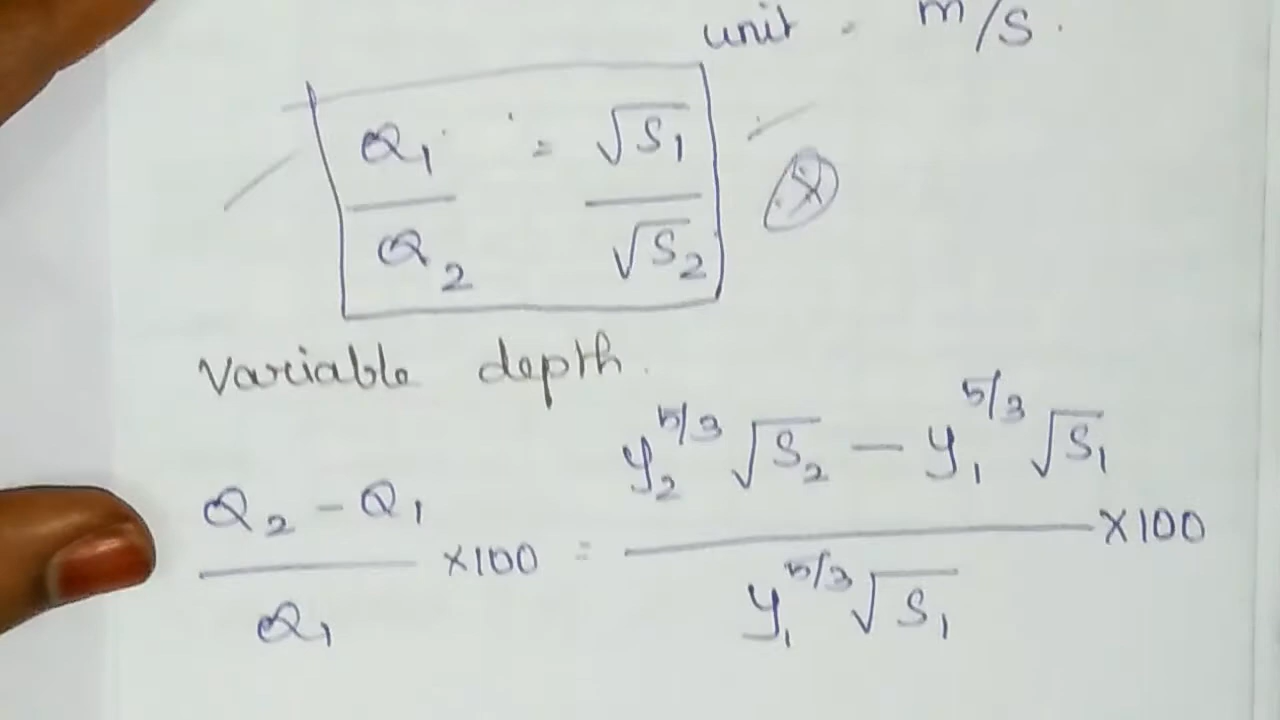 unit - m/s.
Q₁/Q₂ = √S₁/√S₂
Variable depth.
(Q₂ - Q₁)/Q₁ ×100 = (y₂^5/3 √S₂ - y₁^5/3 √S₁)/(y₁^5/3 √S₁) ×100